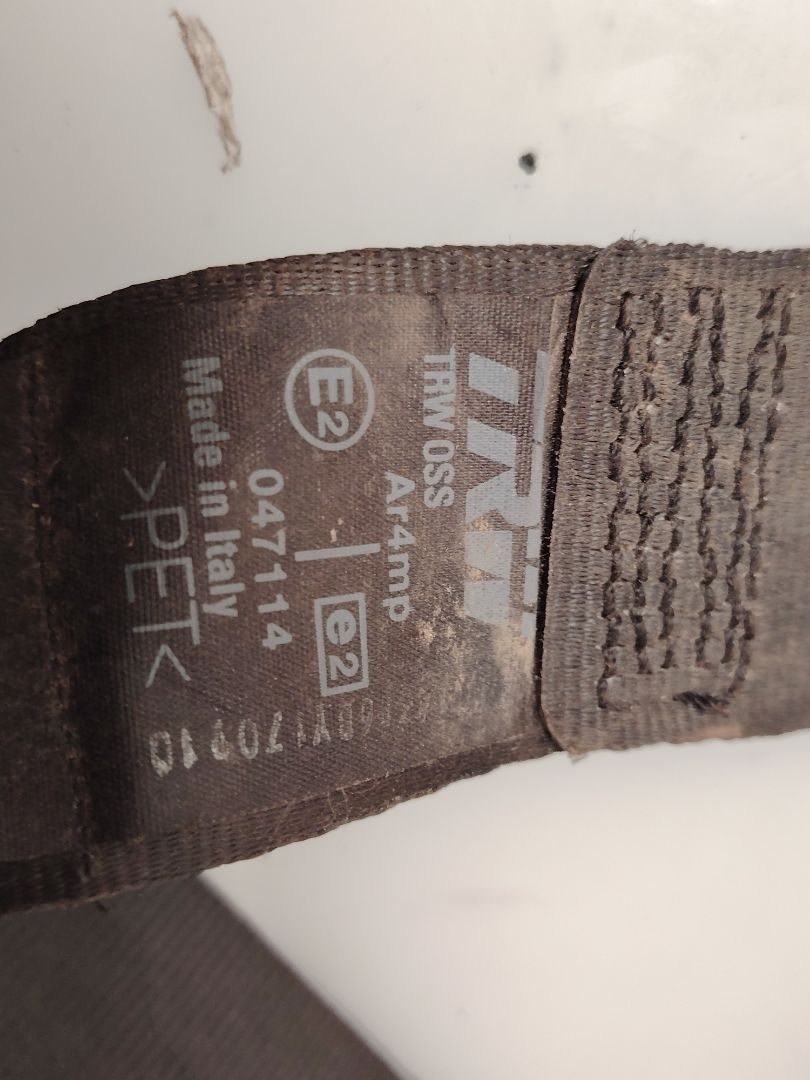 TRW
TRW OSS
Ar4mp
E2
e2
047114
Made in Italy
>PET<